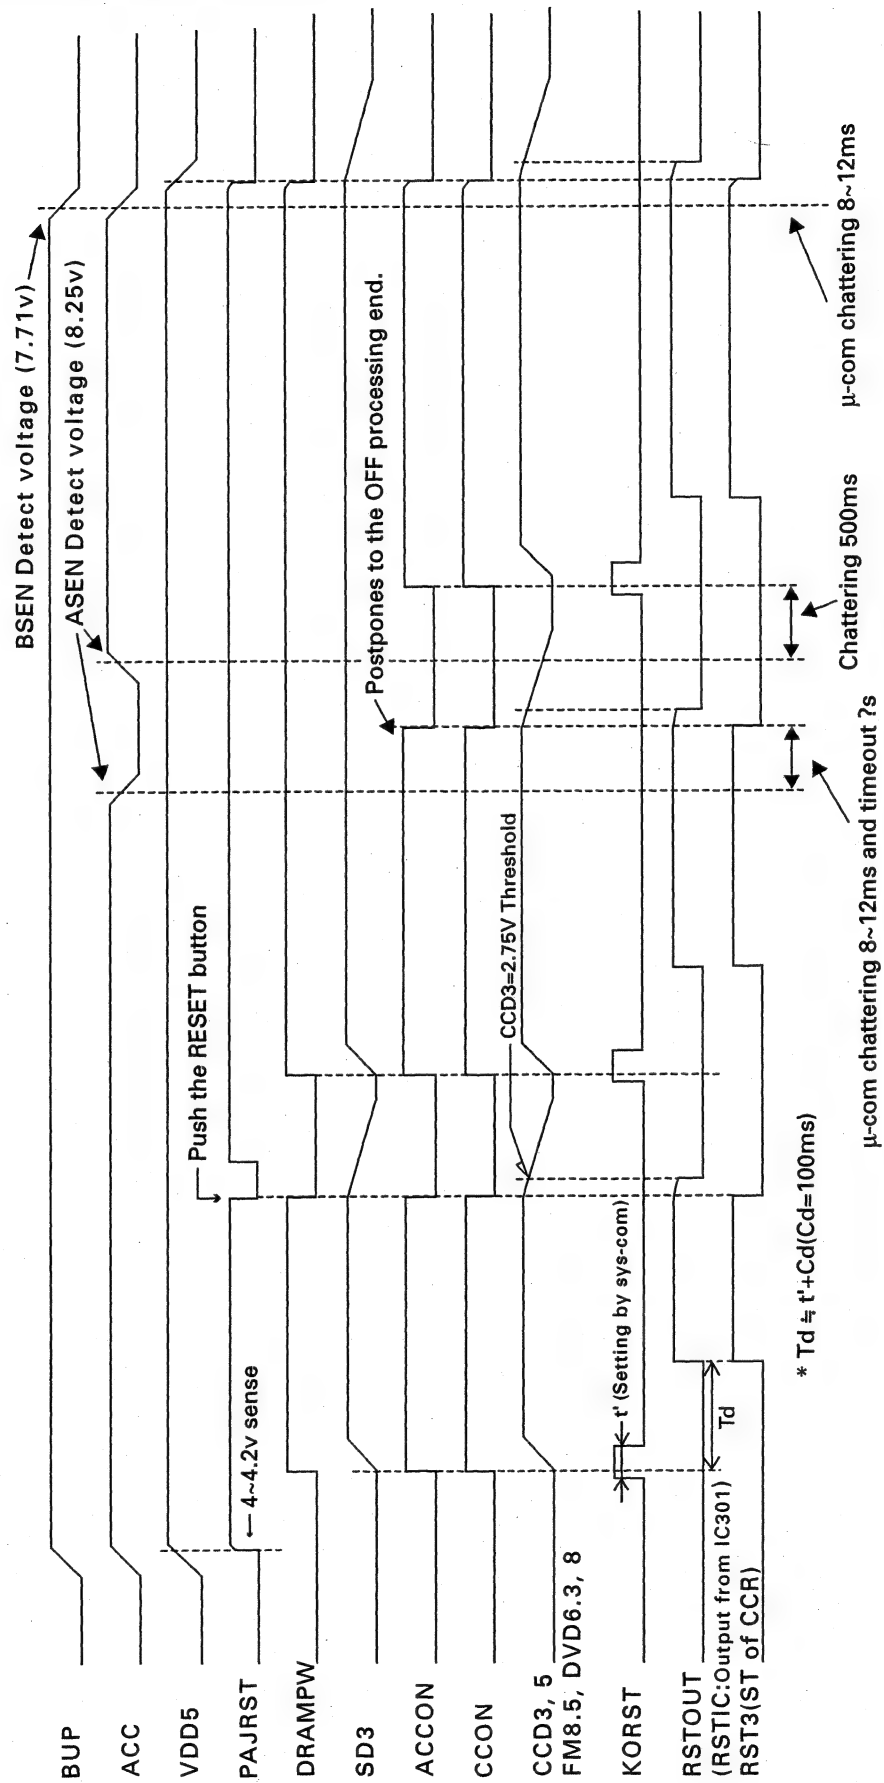 BSEN Detect voltage (7.71v)
ASEN Detect voltage (8.25v)
BUP
ACC
VDD5
Push the RESET button
PAJRST
4~4.2v sense
DRAMPW
SD3
Postpones to the OFF processing end.
ACCON
CCON
CCD3=2.75V Threshold
CCD3, 5
FM8.5, DVD6.3, 8
t' (Setting by sys-com)
KORST
RSTOUT
(RSTIC:Output from IC301)
Td
RST3(ST of CCR)
* Td ≒ t'+Cd(Cd=100ms)
μ-com chattering 8~12ms and timeout ?s
Chattering 500ms
μ-com chattering 8~12ms